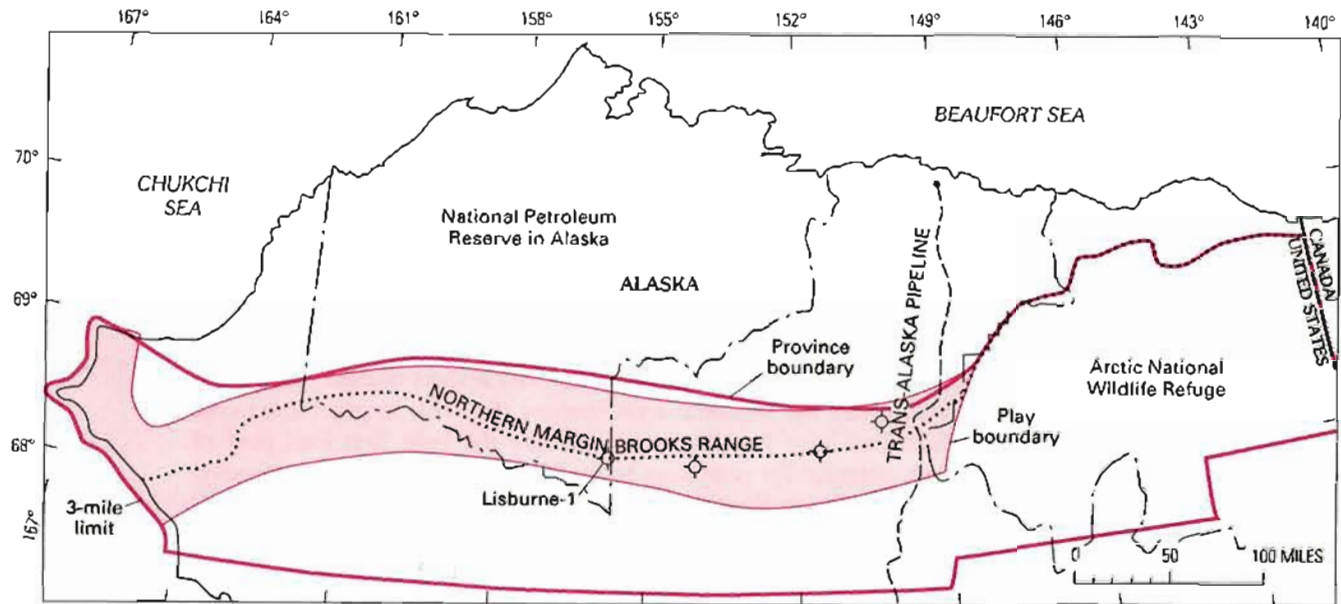 167° 164° 161° 158° 155° 152° 149° 146° 143° 140°
BEAUFORT SEA
70°
CHUKCHI
SEA
National Petroleum
Reserve in Alaska
ALASKA
CANADA
UNITED STATES
69°
TRANS-ALASKA PIPELINE
Province
boundary
Arctic National
Wildlife Refuge
NORTHERN MARGIN BROOKS RANGE
Play
boundary
68°
Lisburne-1
3-mile
limit
167°
0 50 100 MILES